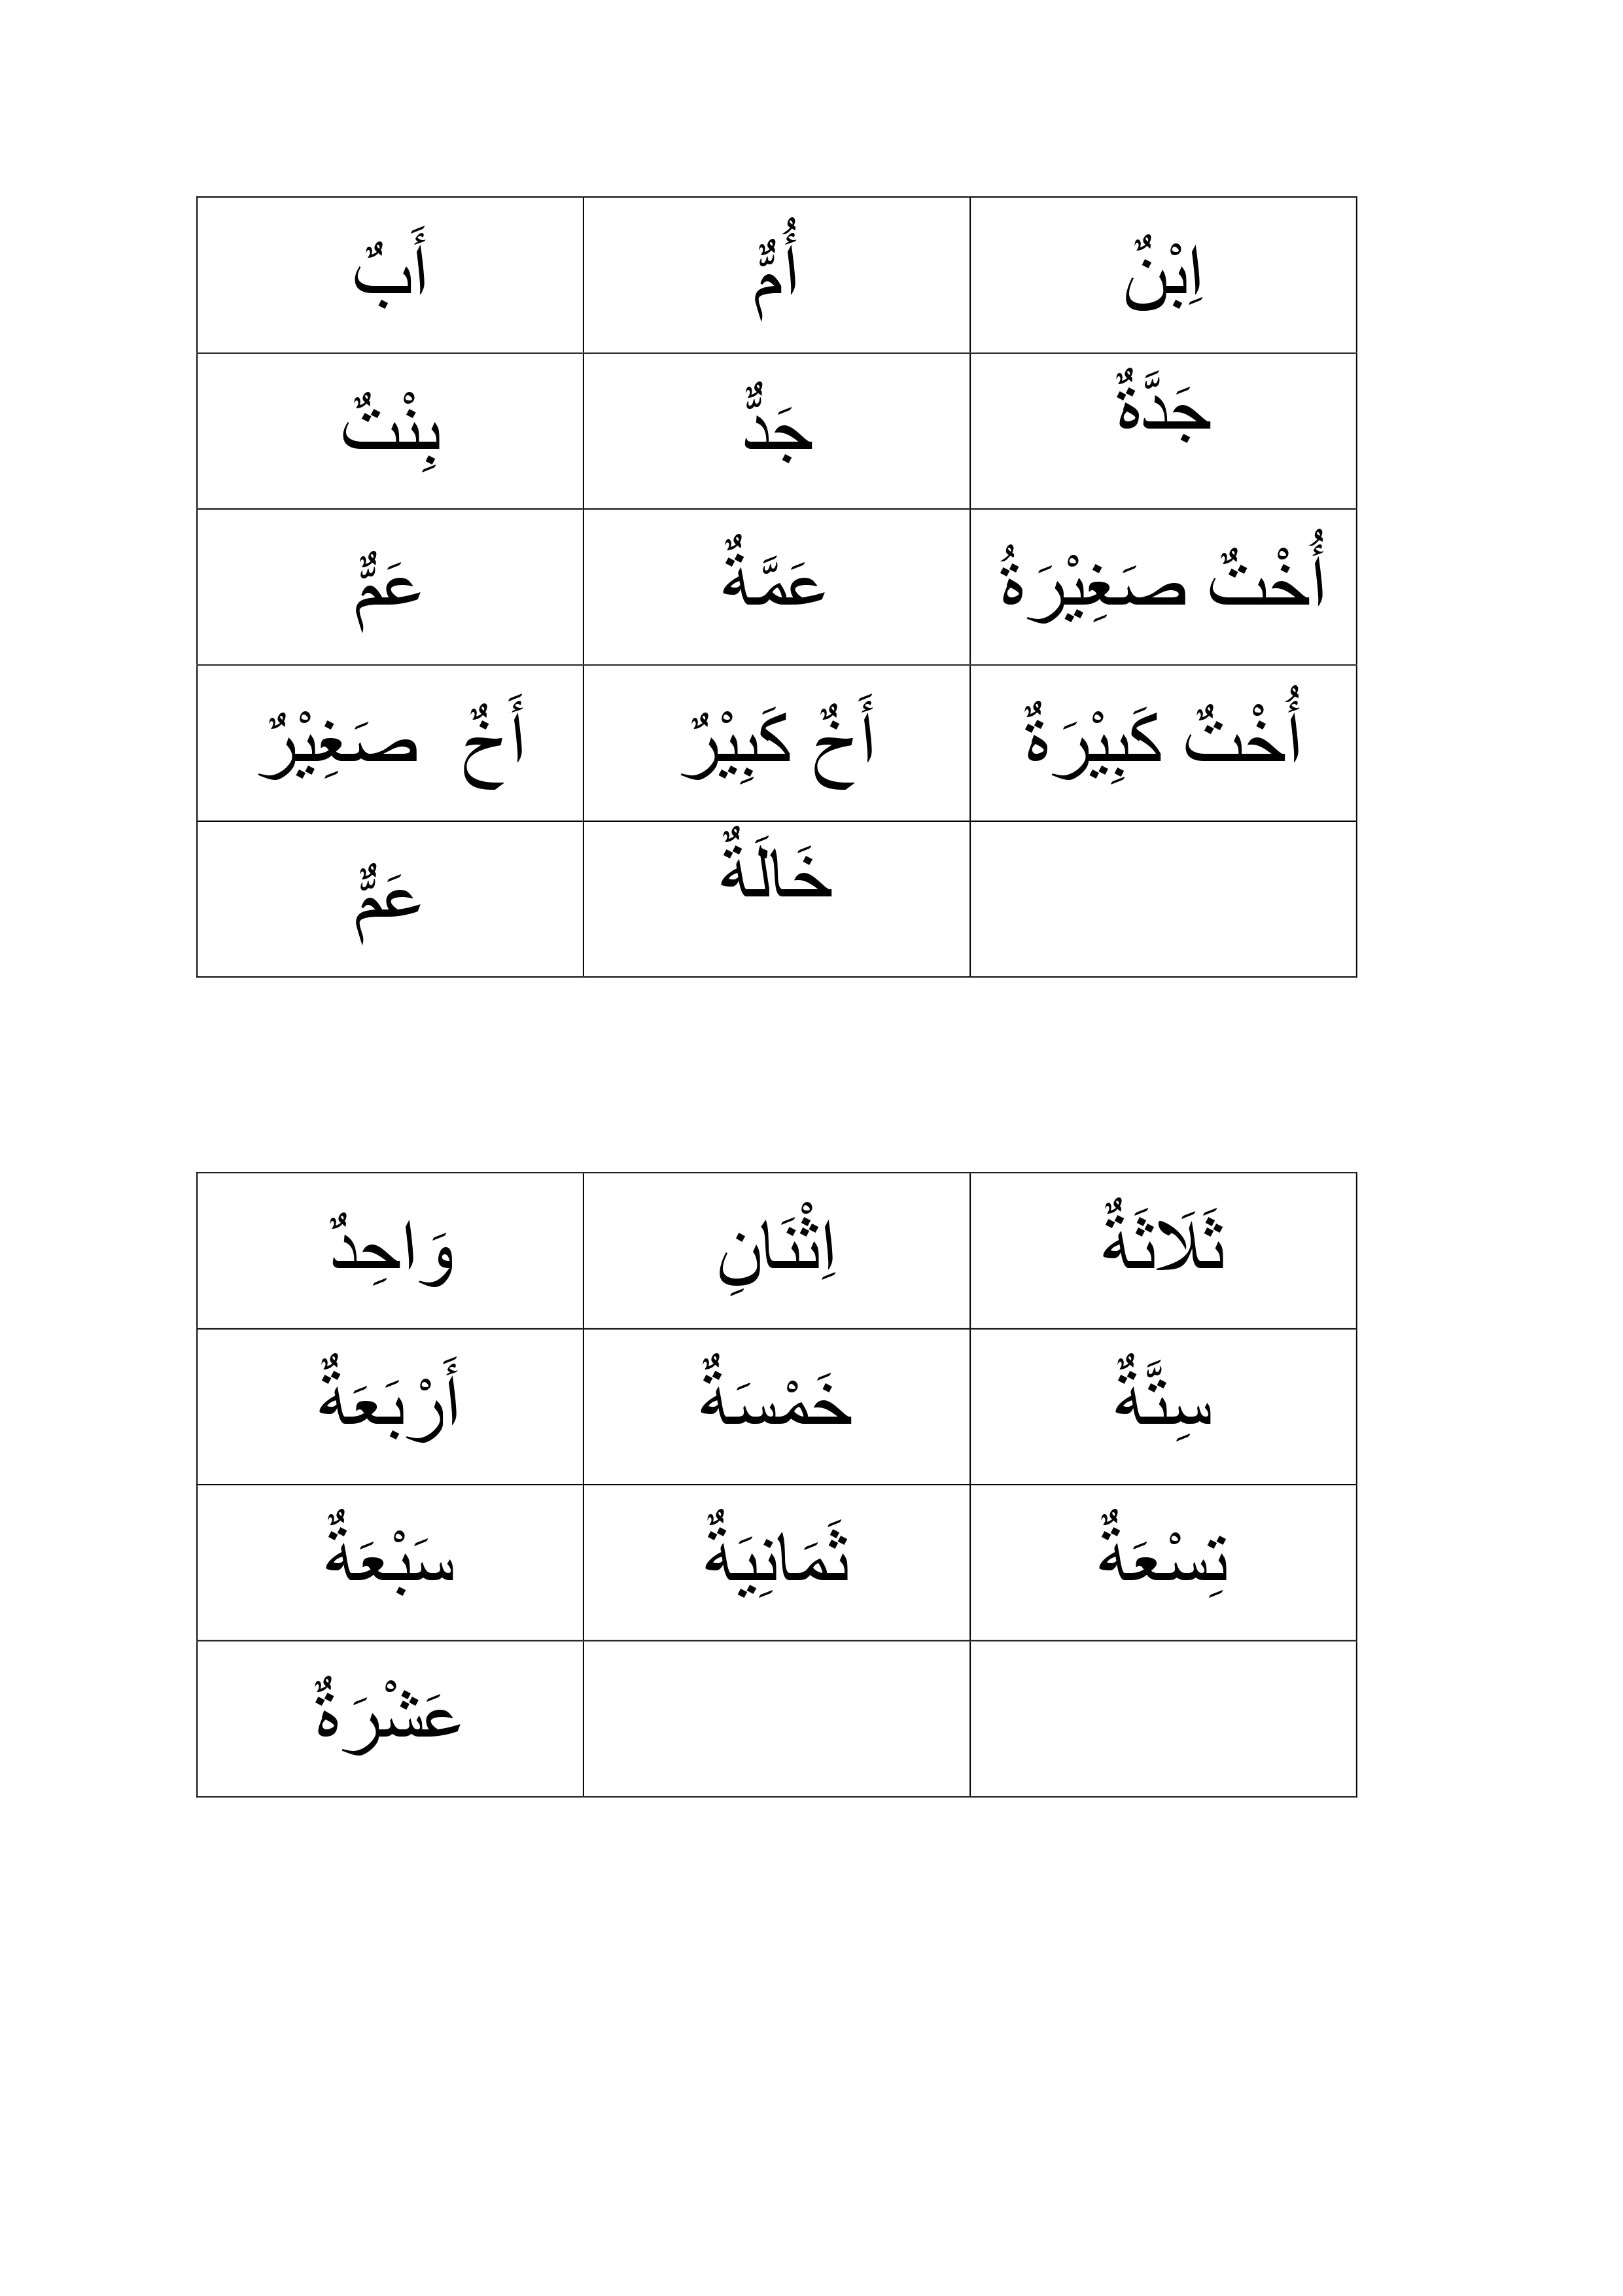 أَبٌ
أُمٌّ
اِبْنٌ
بِنْتٌ
جَدٌّ
جَدَّةٌ
عَمٌّ
عَمَّةٌ
أُخْتٌ صَغِيْرَةُ
أَخٌ صَغِيْرٌ
أَخٌ كَبِيْرٌ
أُخْتٌ كَبِيْرَةٌ
عَمٌّ
خَالَةٌ
وَاحِدٌ
اِثْنَانِ
ثَلَاثَةٌ
أَرْبَعَةٌ
خَمْسَةٌ
سِتَّةٌ
سَبْعَةٌ
ثَمَانِيَةٌ
تِسْعَةٌ
عَشْرَةٌ